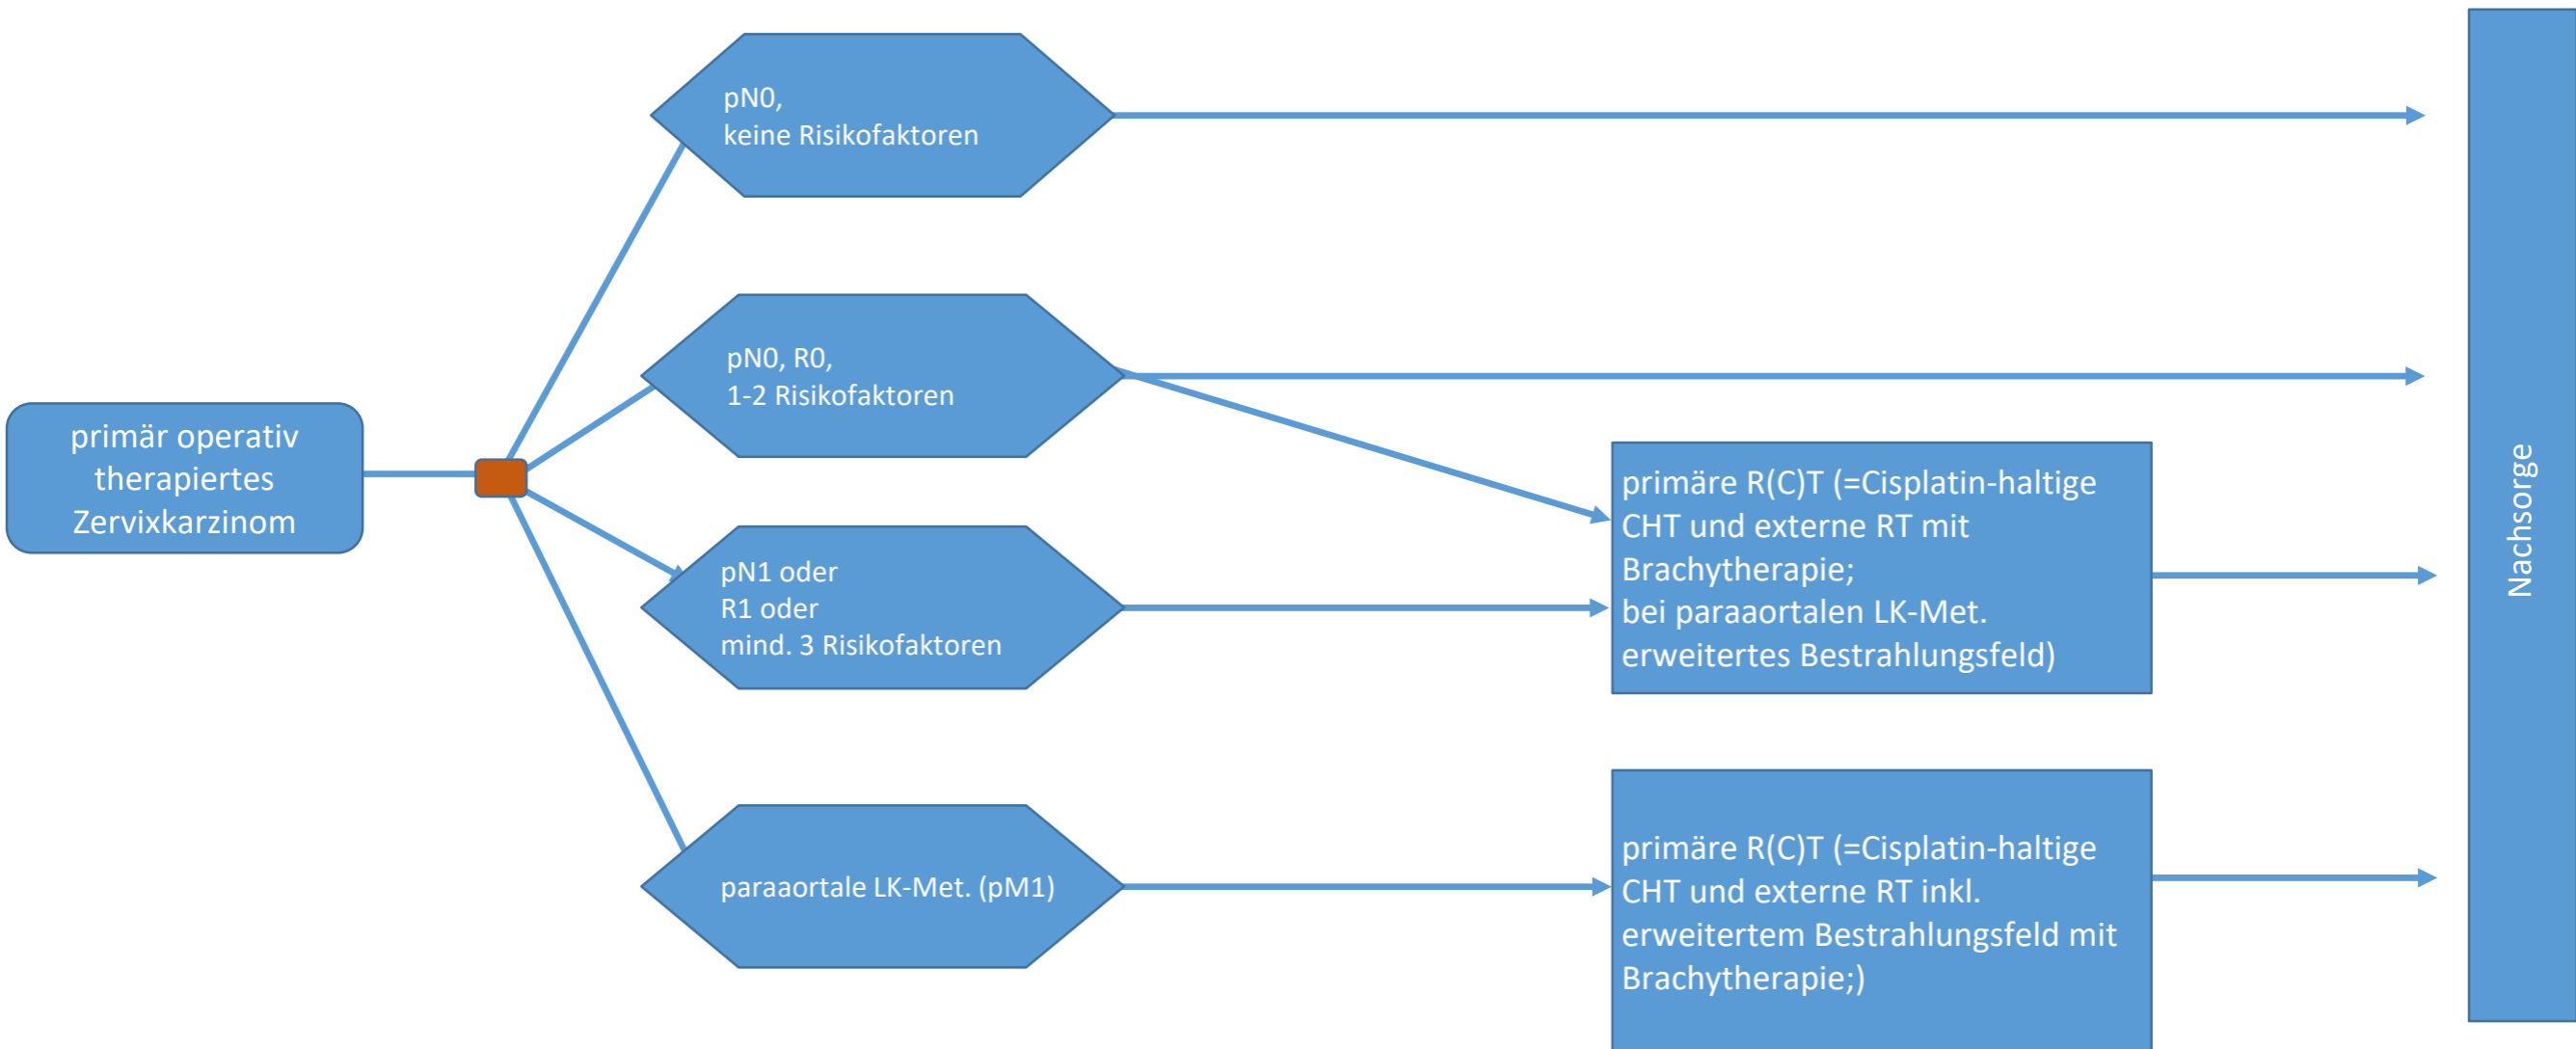 primär operativ
therapiertes
Zervixkarzinom
pN0,
keine Risikofaktoren
pN0, R0,
1-2 Risikofaktoren
pN1 oder
R1 oder
mind. 3 Risikofaktoren
paraaortale LK-Met. (pM1)
primäre R(C)T (=Cisplatin-haltige
CHT und externe RT mit
Brachytherapie;
bei paraaortalen LK-Met.
erweitertes Bestrahlungsfeld)
primäre R(C)T (=Cisplatin-haltige
CHT und externe RT inkl.
erweitertem Bestrahlungsfeld mit
Brachytherapie;)
Nachsorge